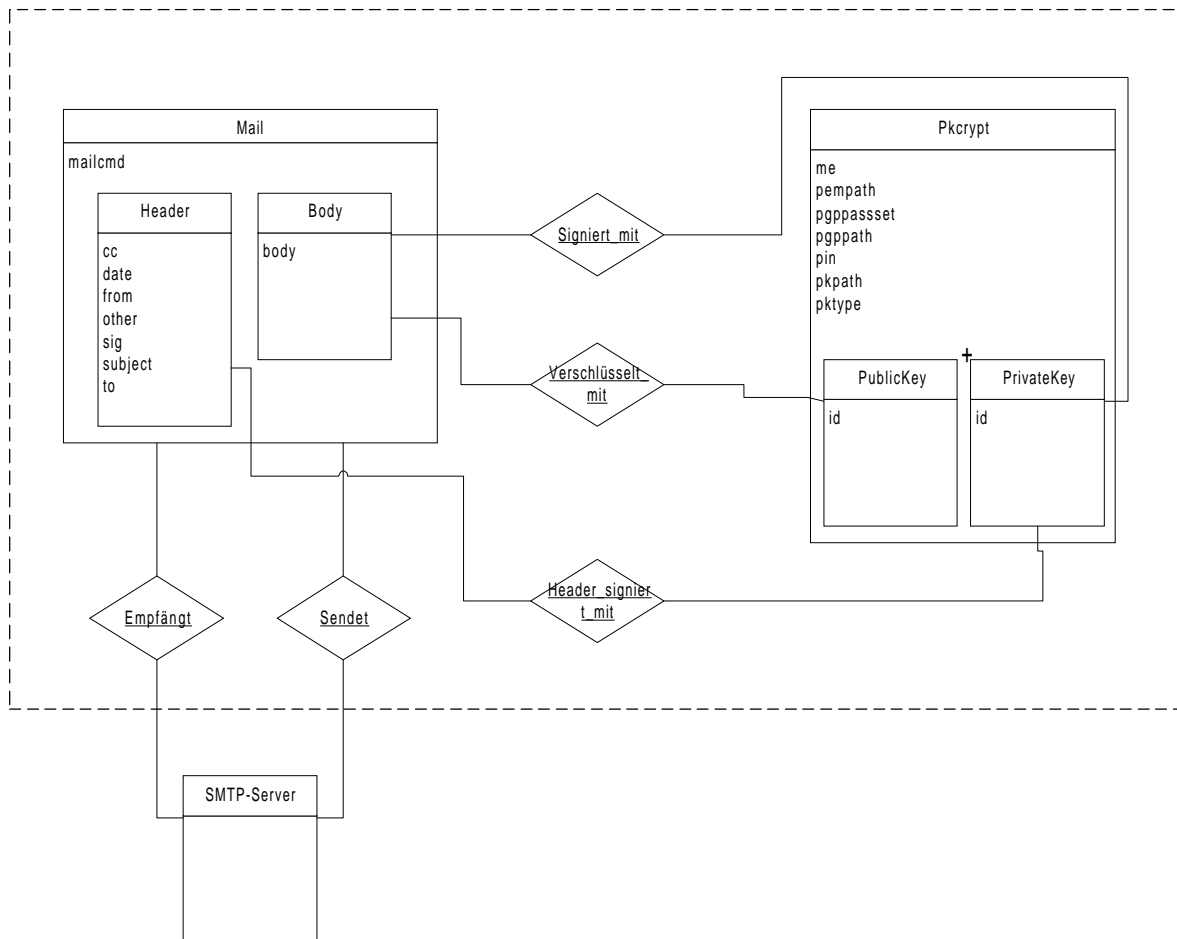 Mail
mailcmd
Header
cc
date
from
other
sig
subject
to
Body
body
Signiert_mit
Verschlüsselt_
mit
Header_signier
t_mit
Pkcrypt
me
pempath
pgppassset
pgppath
pin
pkpath
pktype
PublicKey
id
PrivateKey
id
Empfängt
Sendet
SMTP-Server